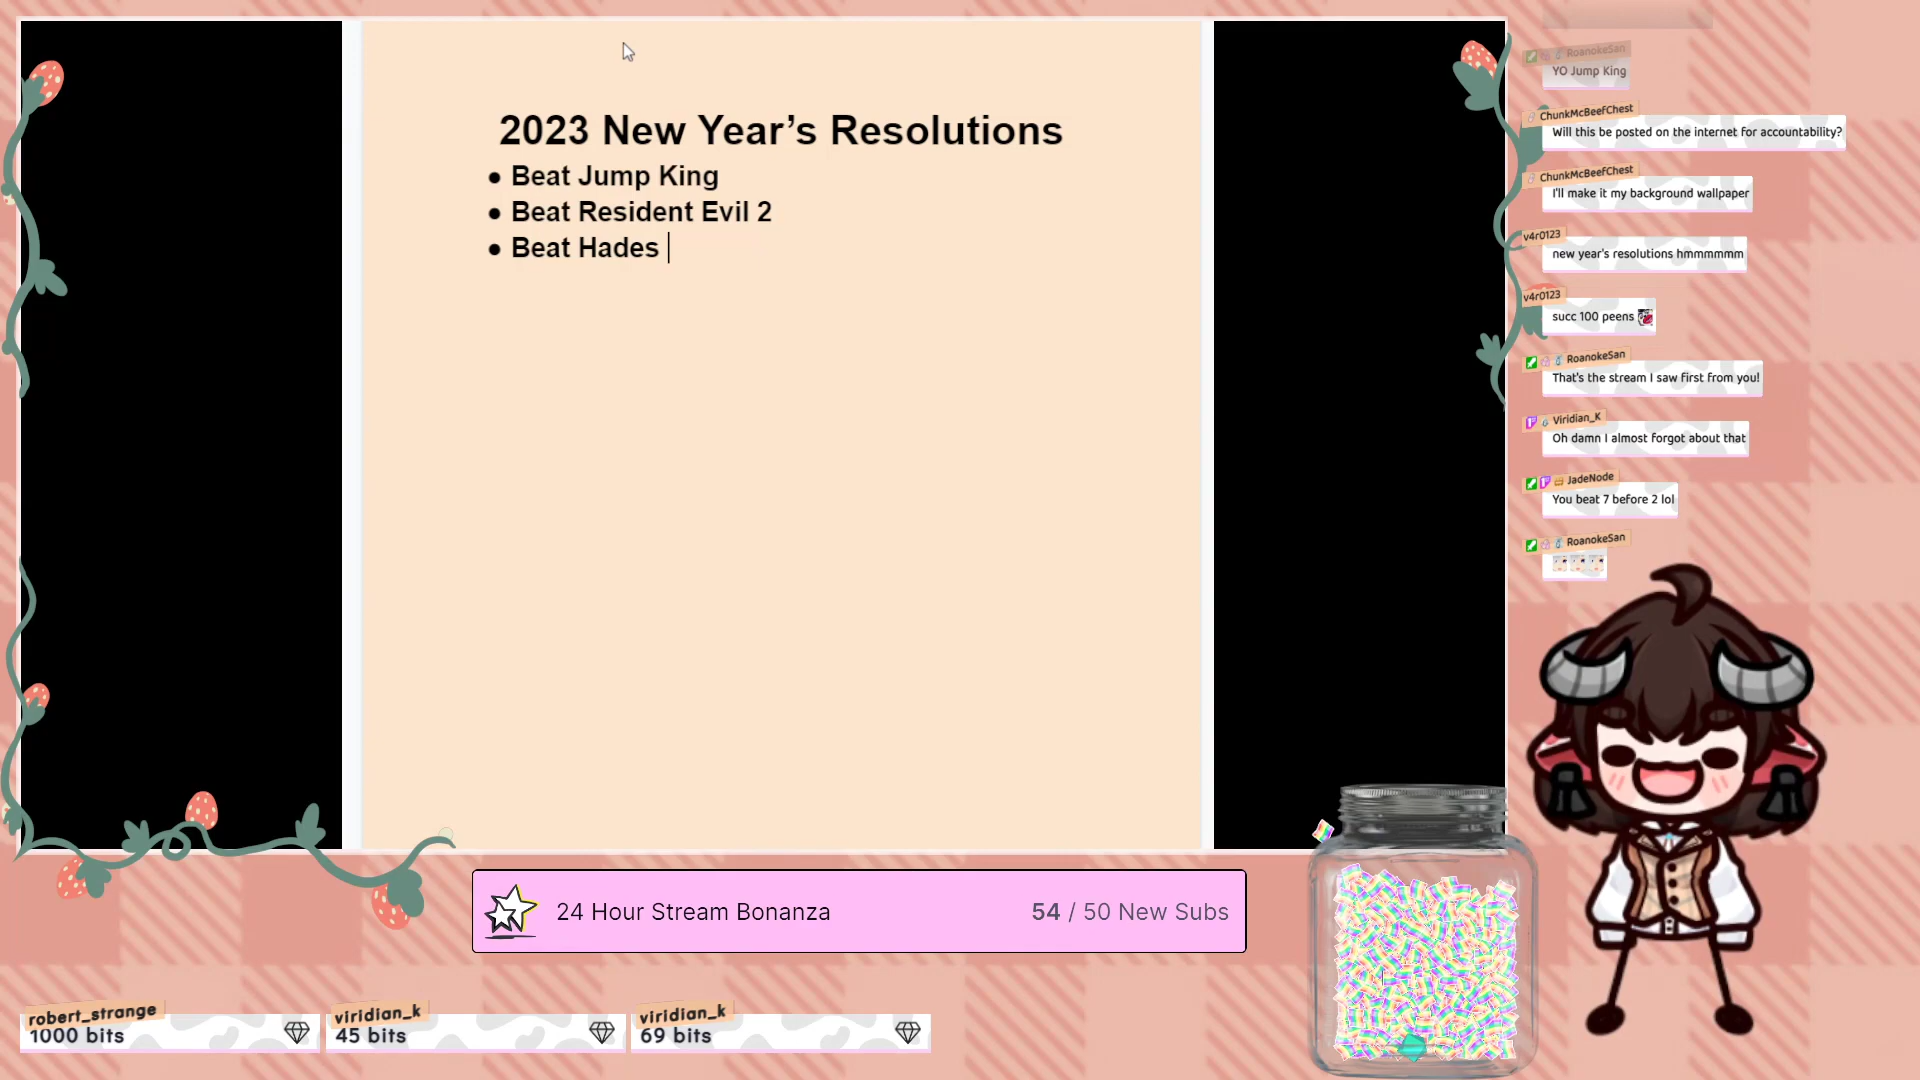 2023 New Year’s Resolutions
● Beat Jump King
● Beat Resident Evil 2
● Beat Hades
RoanokeSan
YO Jump King
ChunkMcBeefChest
Will this be posted on the internet for accountability?
ChunkMcBeefChest
I'll make it my background wallpaper
v4r0123
new year's resolutions hmmmmmm
v4r0123
succ 100 peens
RoanokeSan
That's the stream I saw first from you!
Viridian_K
Oh damn I almost forgot about that
JadeNode
You beat 7 before 2 lol
RoanokeSan
24 Hour Stream Bonanza
54 / 50 New Subs
robert_strange
1000 bits
viridian_k
45 bits
viridian_k
69 bits